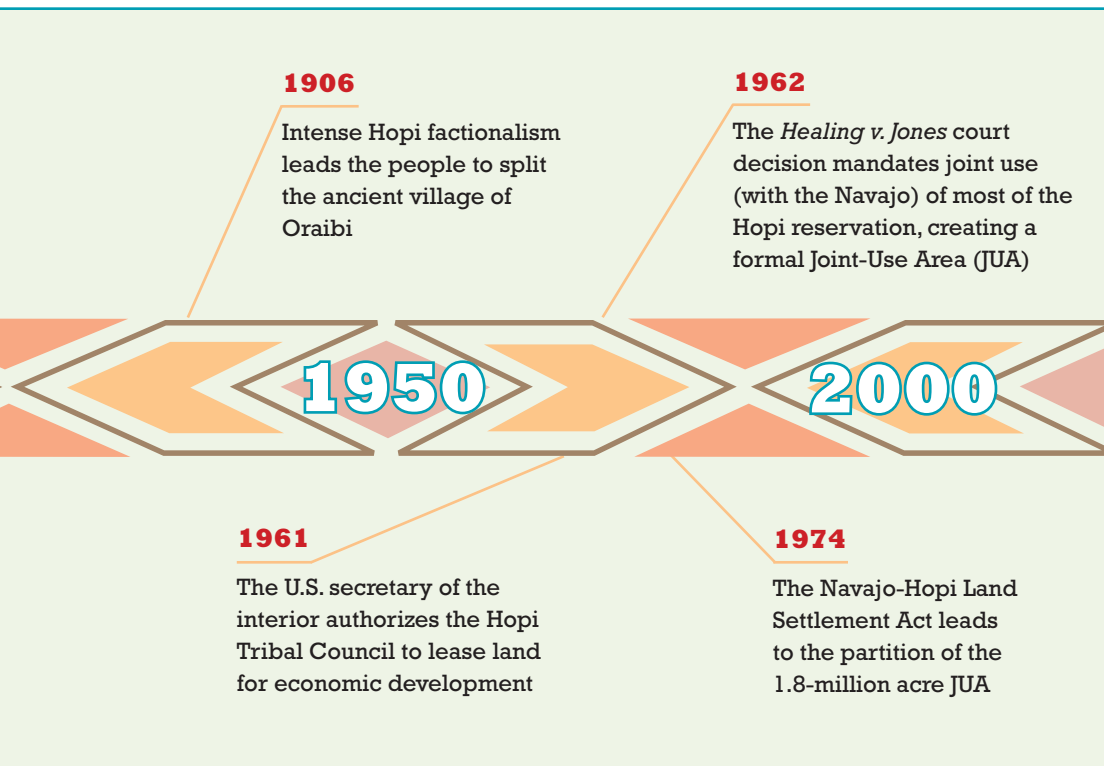 1906
Intense Hopi factionalism
leads the people to split
the ancient village of
Oraibi
1962
The Healing v. Jones court
decision mandates joint use
(with the Navajo) of most of the
Hopi reservation, creating a
formal Joint-Use Area (JUA)
1950
2000
1961
The U.S. secretary of the
interior authorizes the Hopi
Tribal Council to lease land
for economic development
1974
The Navajo-Hopi Land
Settlement Act leads
to the partition of the
1.8-million acre JUA